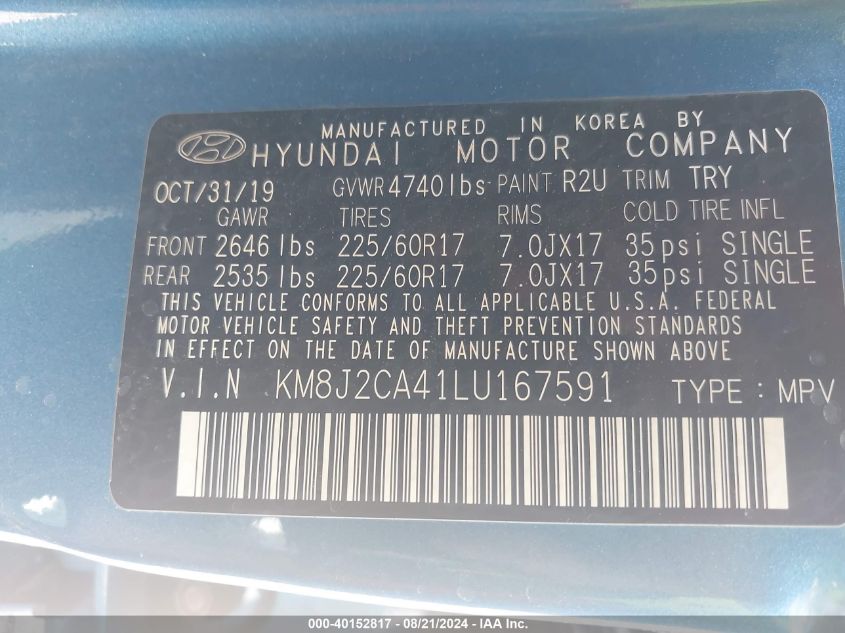 MANUFACTURED IN KOREA BY
HYUNDAI MOTOR COMPANY
OCT/31/19 GVWR 4740lbs PAINT R2U TRIM TRY
GAWR TIRES RIMS COLD TIRE INFL
FRONT 2646 lbs 225/60R17 7.0JX17 35psi SINGLE
REAR 2535 lbs 225/60R17 7.0JX17 35psi SINGLE
THIS VEHICLE CONFORMS TO ALL APPLICABLE U.S.A. FEDERAL
MOTOR VEHICLE SAFETY AND THEFT PREVENTION STANDARDS
IN EFFECT ON THE DATE OF MANUFACTURE SHOWN ABOVE
V.I.N KM8J2CA41LU167591 TYPE : MPV
000-40152817 - 08/21/2024 - IAA Inc.